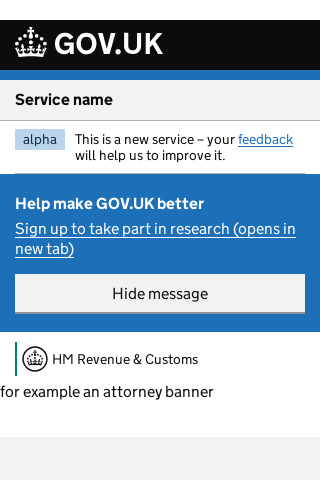 GOV.UK
Service name
alpha
This is a new service – your feedback
will help us to improve it.
Help make GOV.UK better
Sign up to take part in research (opens in
new tab)
Hide message
HM Revenue & Customs
for example an attorney banner